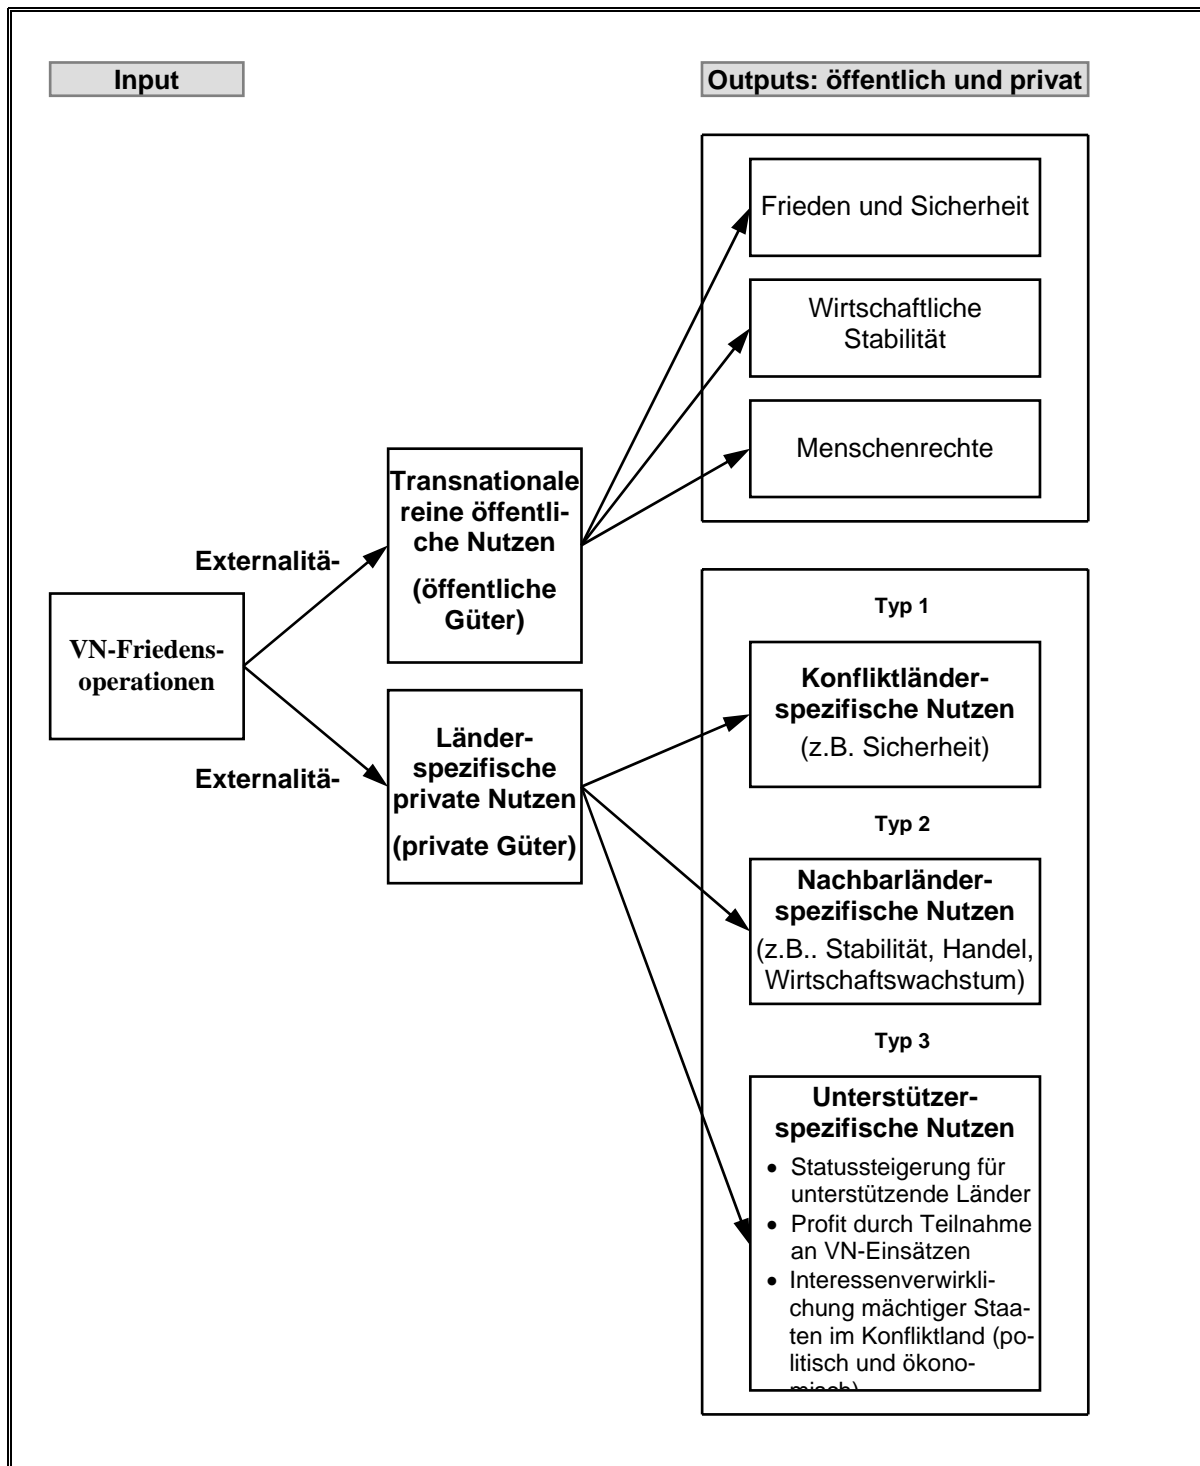 Input
Outputs: öffentlich und privat
Frieden und Sicherheit
Wirtschaftliche
Stabilität
Menschenrechte
Transnationale
reine öffentli-
che Nutzen
(öffentliche
Güter)
Externalitä-
VN-Friedens-
operationen
Externalitä-
Länder-
spezifische
private Nutzen
(private Güter)
Typ 1
Konfliktländer-
spezifische Nutzen
(z.B. Sicherheit)
Typ 2
Nachbarländer-
spezifische Nutzen
(z.B.. Stabilität, Handel,
Wirtschaftswachstum)
Typ 3
Unterstützer-
spezifische Nutzen
• Statussteigerung für
unterstützende Länder
• Profit durch Teilnahme
an VN-Einsätzen
• Interessenverwirkli-
chung mächtiger Staa-
ten im Konfliktland (po-
litisch und ökono-
misch)